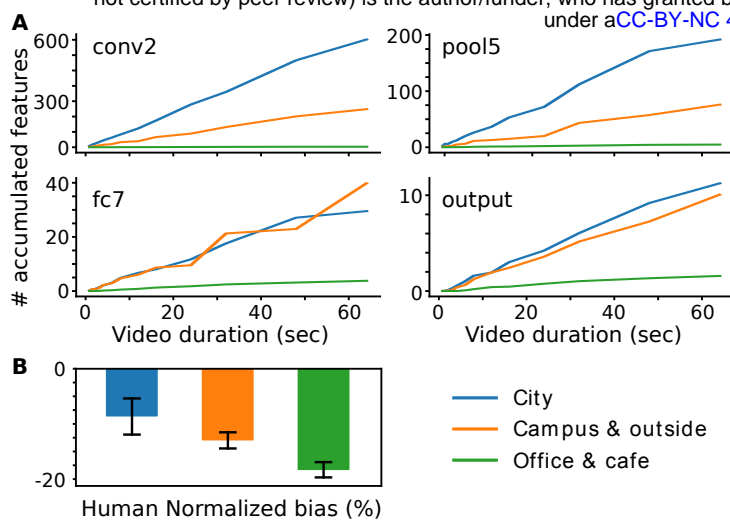 not certified by peer review) is the author/funder, who has granted b
under aCC-BY-NC 4
A
conv2
pool5
600
300
0
200
100
0
fc7
output
40
20
0
10
0
# accumulated features
0 20 40 60
0 20 40 60
Video duration (sec)
Video duration (sec)
B
0
-20
Human Normalized bias (%)
City
Campus & outside
Office & cafe